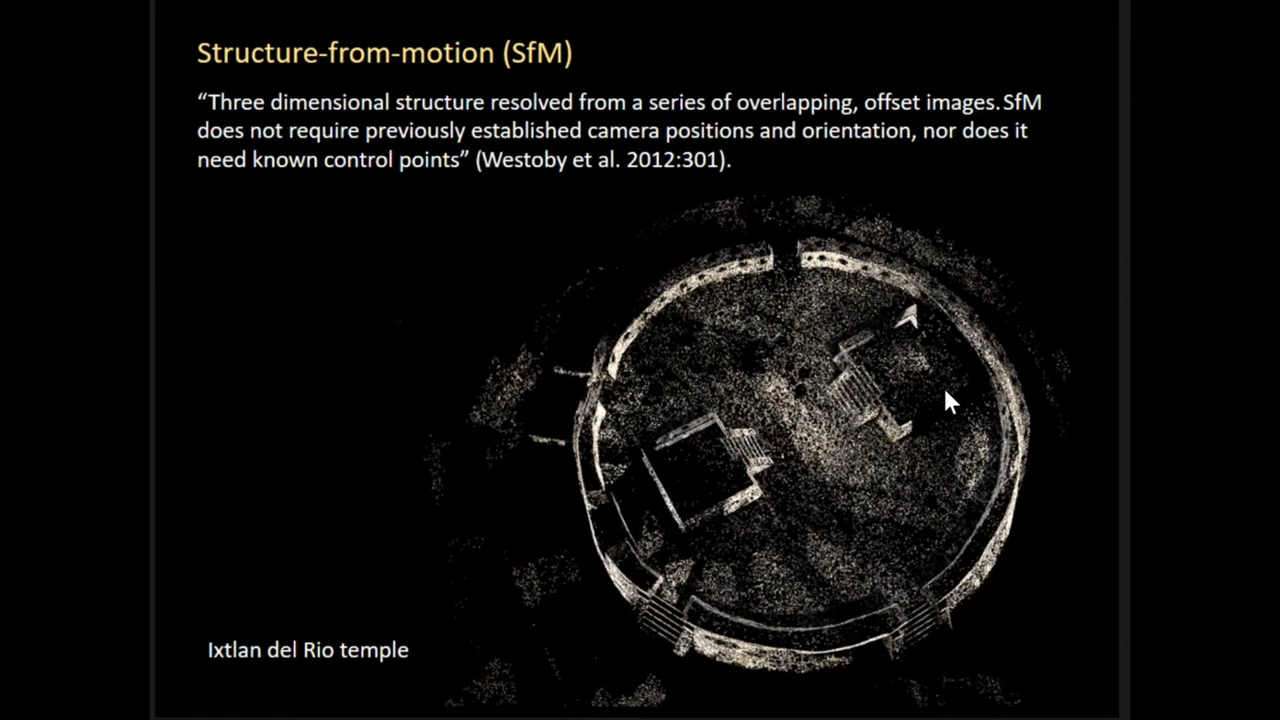 Structure-from-motion (SfM)
“Three dimensional structure resolved from a series of overlapping, offset images. SfM
does not require previously established camera positions and orientation, nor does it
need known control points” (Westoby et al. 2012:301).
Ixtlan del Rio temple